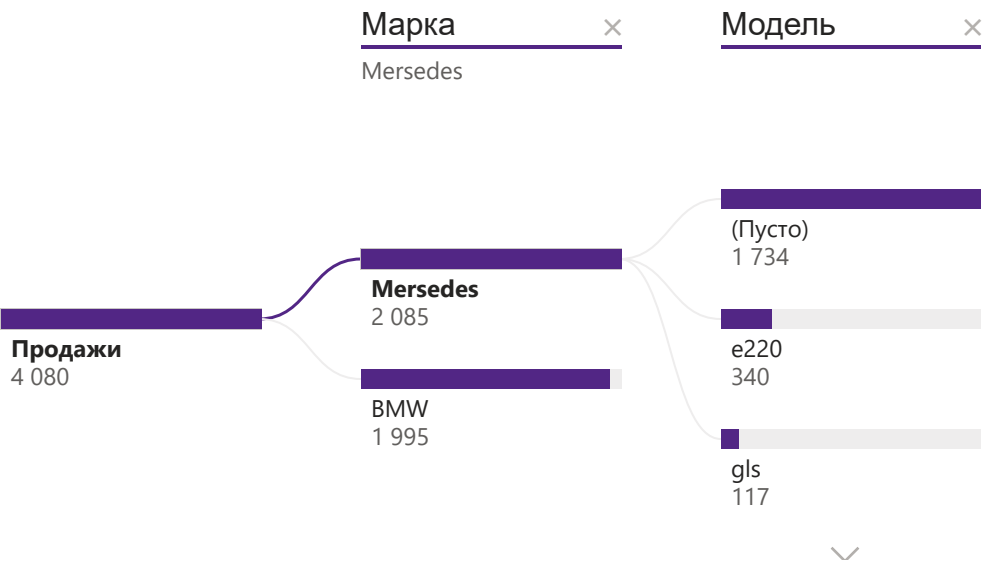 Марка
Модель
Mersedes
(Пусто)
1 734
Mersedes
2 085
Продажи
4 080
e220
340
BMW
1 995
gls
117